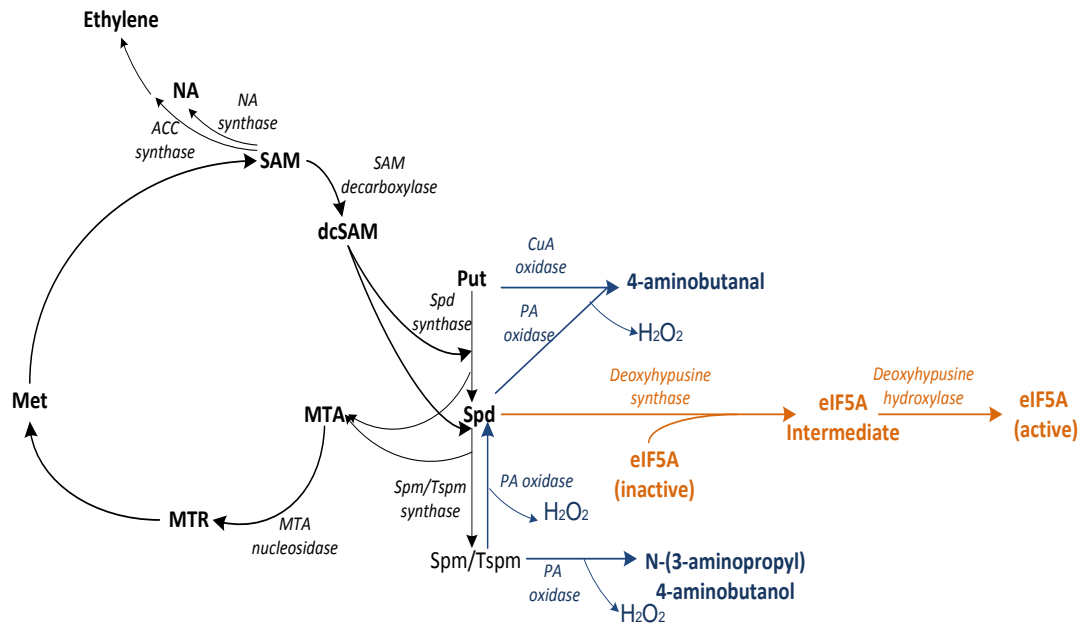 Ethylene
NA
NA
synthase
ACC
synthase
SAM
SAM
decarboxylase
dcSAM
Put
CuA
oxidase
4-aminobutanal
Spd
synthase
PA
oxidase
H2O2
Met
MTA
Spd
Deoxyhypusine
synthase
Deoxyhypusine
hydroxylase
eIF5A
Intermediate
eIF5A
(active)
eIF5A
(inactive)
Spm/Tspm
synthase
PA oxidase
H2O2
MTR
MTA
nucleosidase
Spm/Tspm
PA
oxidase
N-(3-aminopropyl)
4-aminobutanol
H2O2